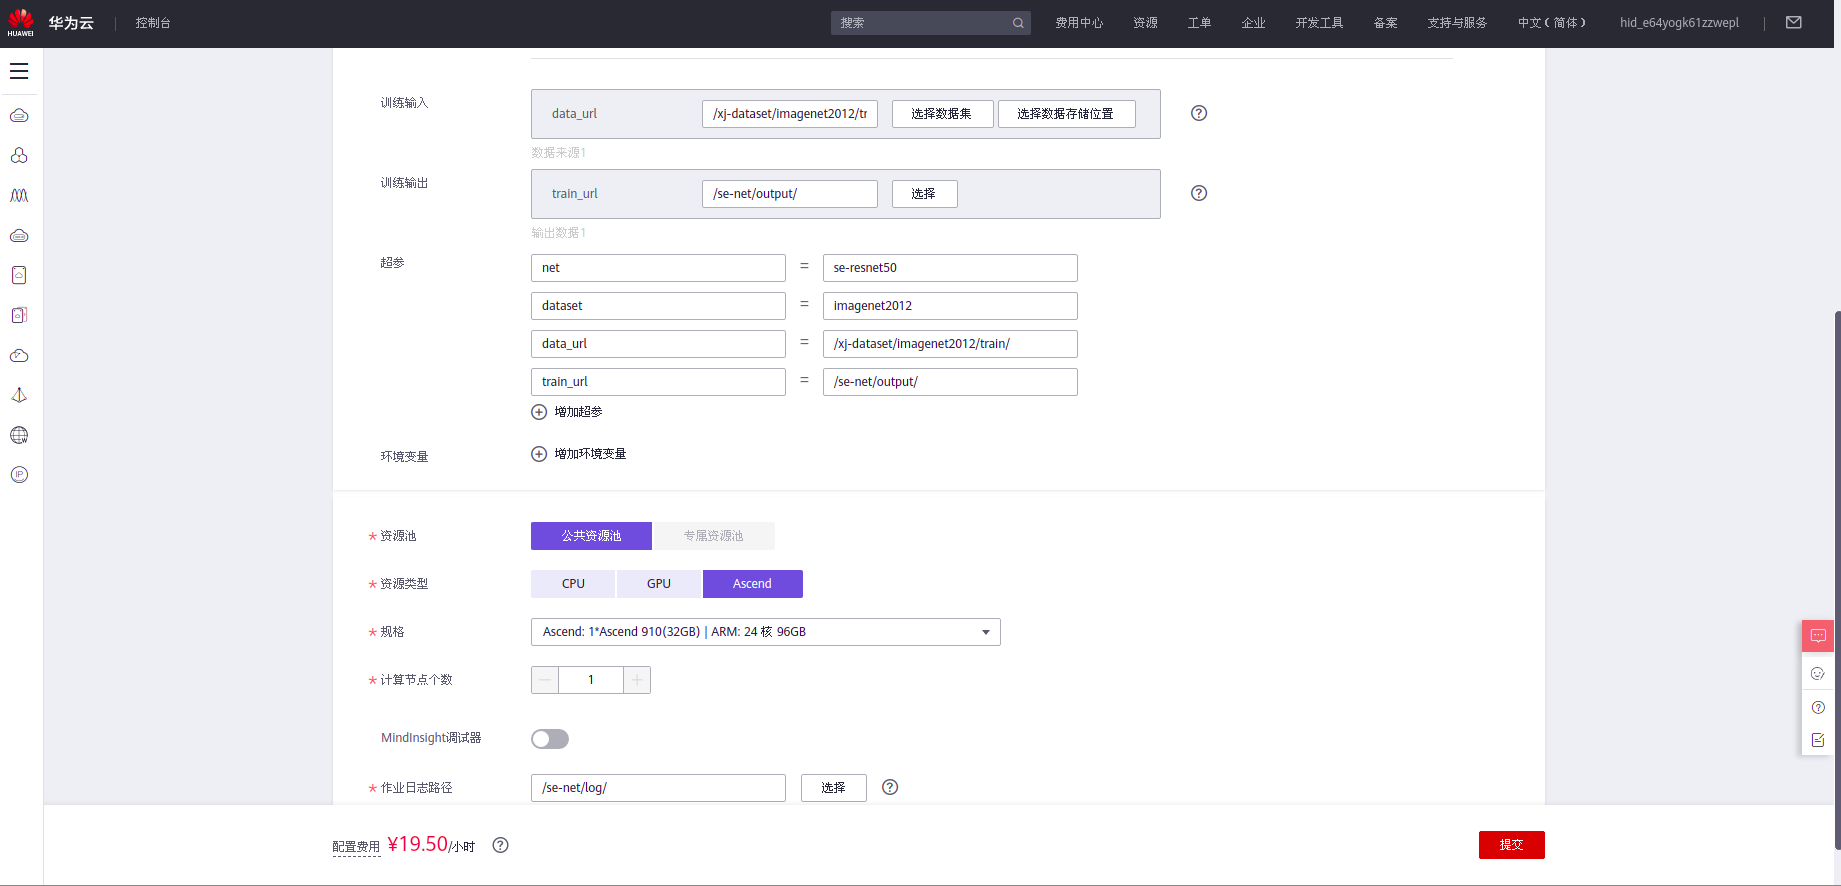 HUAWEI 华为云 控制台 搜索 费用中心 资源 工单 企业 开发工具 备案 支持与服务 中文（简体） hid_e64yogk61zzwepl
训练输入 data_url /xj-dataset/imagenet2012/tr 选择数据集 选择数据存储位置
数据来源1
训练输出 train_url /se-net/output/ 选择
输出数据1
超参 net = se-resnet50
dataset = imagenet2012
data_url = /xj-dataset/imagenet2012/train/
train_url = /se-net/output/
增加超参
环境变量 增加环境变量
* 资源池 公共资源池 专属资源池
* 资源类型 CPU GPU Ascend
* 规格 Ascend: 1*Ascend 910(32GB) | ARM: 24 核 96GB
* 计算节点个数 1
MindInsight调试器
* 作业日志路径 /se-net/log/ 选择
配置费用 ¥19.50/小时 提交